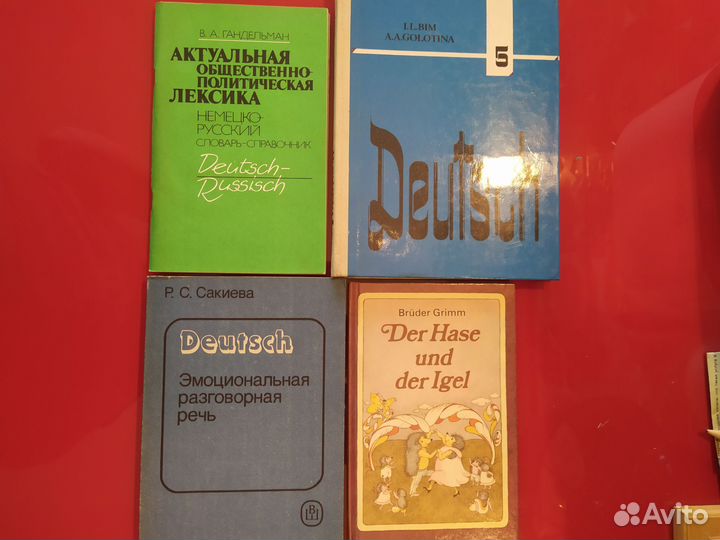 В. А. ГАНДЕЛЬМАН
АКТУАЛЬНАЯ
ОБЩЕСТВЕННО-
ПОЛИТИЧЕСКАЯ
ЛЕКСИКА
НЕМЕЦКО-
РУССКИЙ
СЛОВАРЬ-СПРАВОЧНИК
Deutsch-
Russisch
I.L.BIM
A.A.GOLOTINA
5
Deutsch
Р. С. Сакиева
Deutsch
Эмоциональная
разговорная
речь
В
Ш
Brüder Grimm
Der Hase
und
der Igel
Avito